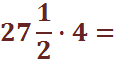 27 1/2 · 4 =